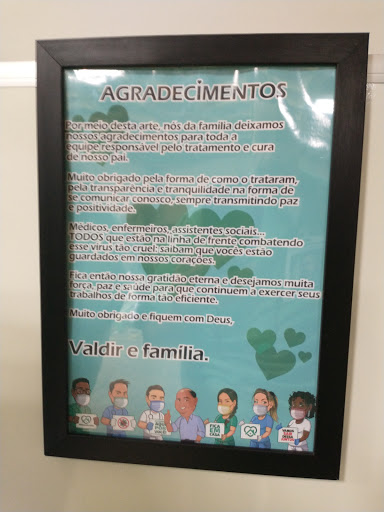 AGRADECIMENTOS
Por meio desta arte, nós da família deixamos
nossos agradecimentos para toda a
equipe responsável pelo tratamento e cura
de nosso pai.
Muito obrigado pela forma de como o trataram,
pela transparência e tranquilidade na forma de
se comunicar conosco, sempre transmitindo paz
e positividade.
Médicos, enfermeiros, assistentes sociais...
TODOS que estão na linha de frente combatendo
esse vírus tão cruel: saibam que vocês estão
guardados em nossos corações.
Fica então nossa gratidão eterna e desejamos muita
força, paz e saúde para que continuem a exercer seus
trabalhos de forma tão eficiente.
Muito obrigado e fiquem com Deus,
Valdir e família.
FICA
EM
CASA